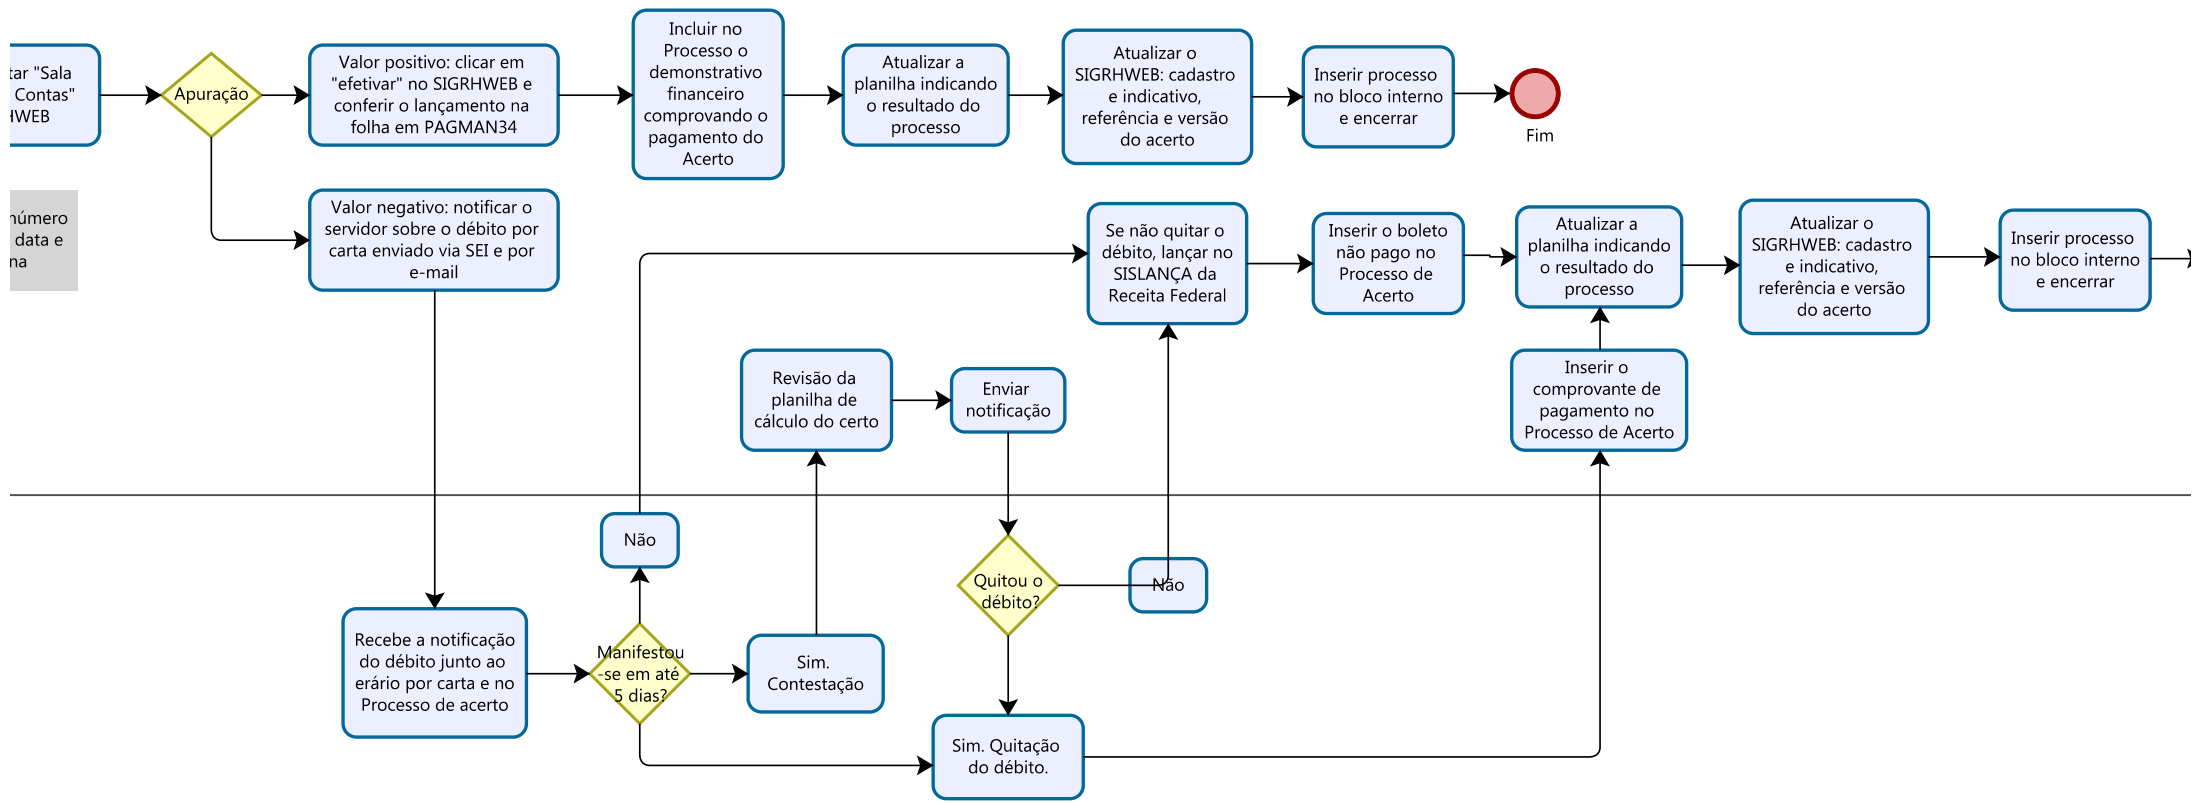 tar "Sala
Contas"
HWEB
Apuração
Valor positivo: clicar em
"efetivar" no SIGRHWEB e
conferir o lançamento na
folha em PAGMAN34
Incluir no
Processo o
demonstrativo
financeiro
comprovando o
pagamento do
Acerto
Atualizar a
planilha indicando
o resultado do
processo
Atualizar o
SIGRHWEB: cadastro
e indicativo,
referência e versão
do acerto
Inserir processo
no bloco interno
e encerrar
Fim
número
data e
na
Valor negativo: notificar o
servidor sobre o débito por
carta enviado via SEI e por
e-mail
Se não quitar o
débito, lançar no
SISLANÇA da
Receita Federal
Inserir o boleto
não pago no
Processo de
Acerto
Atualizar a
planilha indicando
o resultado do
processo
Atualizar o
SIGRHWEB: cadastro
e indicativo,
referência e versão
do acerto
Inserir processo
no bloco interno
e encerrar
Revisão da
planilha de
cálculo do certo
Enviar
notificação
Inserir o
comprovante de
pagamento no
Processo de Acerto
Não
Quitou o
débito?
Não
Recebe a notificação
do débito junto ao
erário por carta e no
Processo de acerto
Manifestou
-se em até
5 dias?
Sim.
Contestação
Sim. Quitação
do débito.